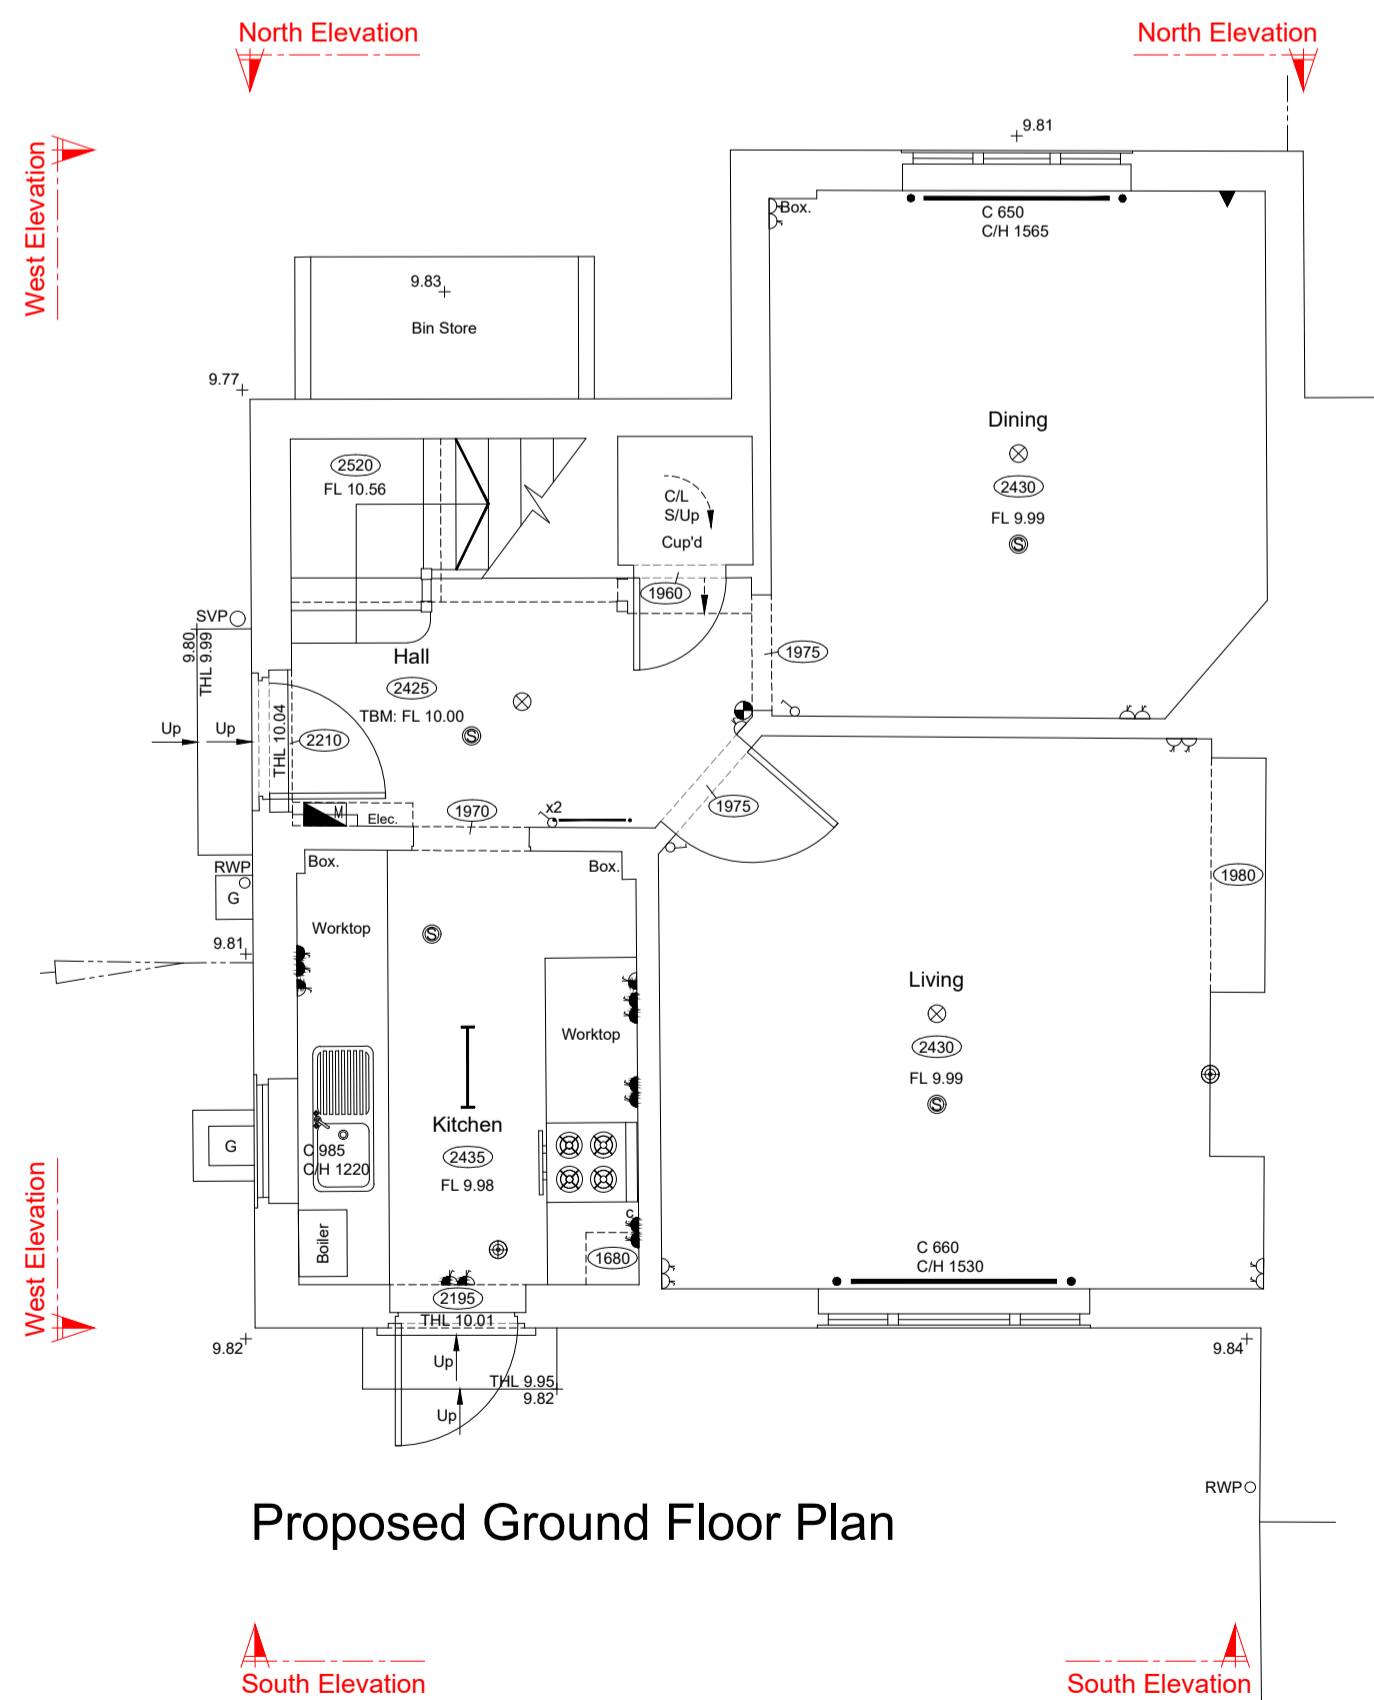 North Elevation
North Elevation
West Elevation
9.81
Box.
C 650
C/H 1565
9.83
Bin Store
9.77
Dining
2430
FL 9.99
S
2520
FL 10.56
C/L
S/Up
Cup'd
1960
SVP
9.80
THL 9.99
Hall
2425
TBM: FL 10.00
S
1975
Up
Up
THL 10.04
2210
M
Elec.
1970
x2
1975
RWP
G
Box.
Box.
1980
Worktop
S
9.81
Living
2430
FL 9.99
S
Worktop
Kitchen
2435
FL 9.98
G
C 985
C/H 1220
Boiler
c
1680
C 660
C/H 1530
West Elevation
2195
THL 10.01
9.82
9.84
Up
THL 9.95
9.82
Up
RWP
Proposed Ground Floor Plan
South Elevation
South Elevation